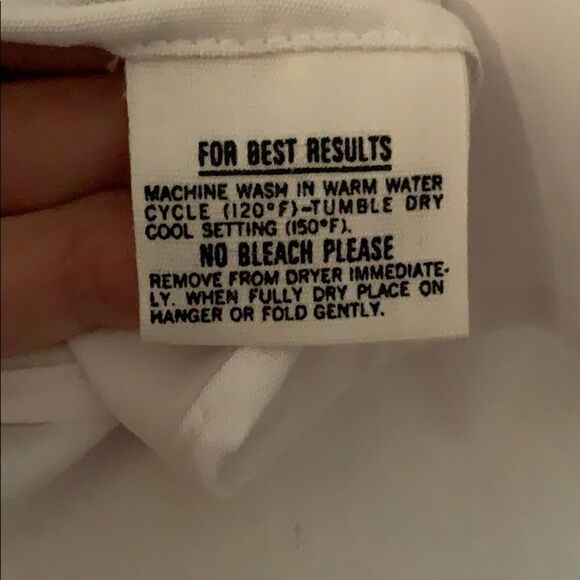 FOR BEST RESULTS
MACHINE WASH IN WARM WATER
CYCLE (120°F)-TUMBLE DRY
COOL SETTING (150°F).
NO BLEACH PLEASE
REMOVE FROM DRYER IMMEDIATE-
LY. WHEN FULLY DRY PLACE ON
HANGER OR FOLD GENTLY.